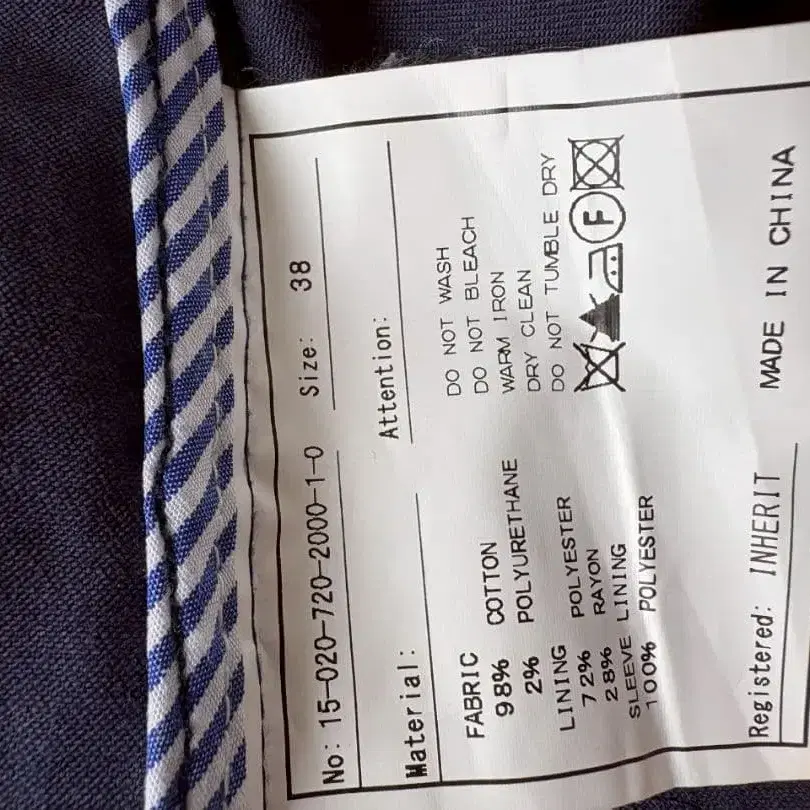 No: 15-020-720-2000-1-0 Size: 38
Material:
FABRIC
98% COTTON
2% POLYURETHANE
LINING
72% POLYESTER
28% RAYON
SLEEVE LINING
100% POLYESTER
Attention:
DO NOT WASH
DO NOT BLEACH
WARM IRON
DRY CLEAN
DO NOT TUMBLE DRY
F
Registered: INHERIT MADE IN CHINA